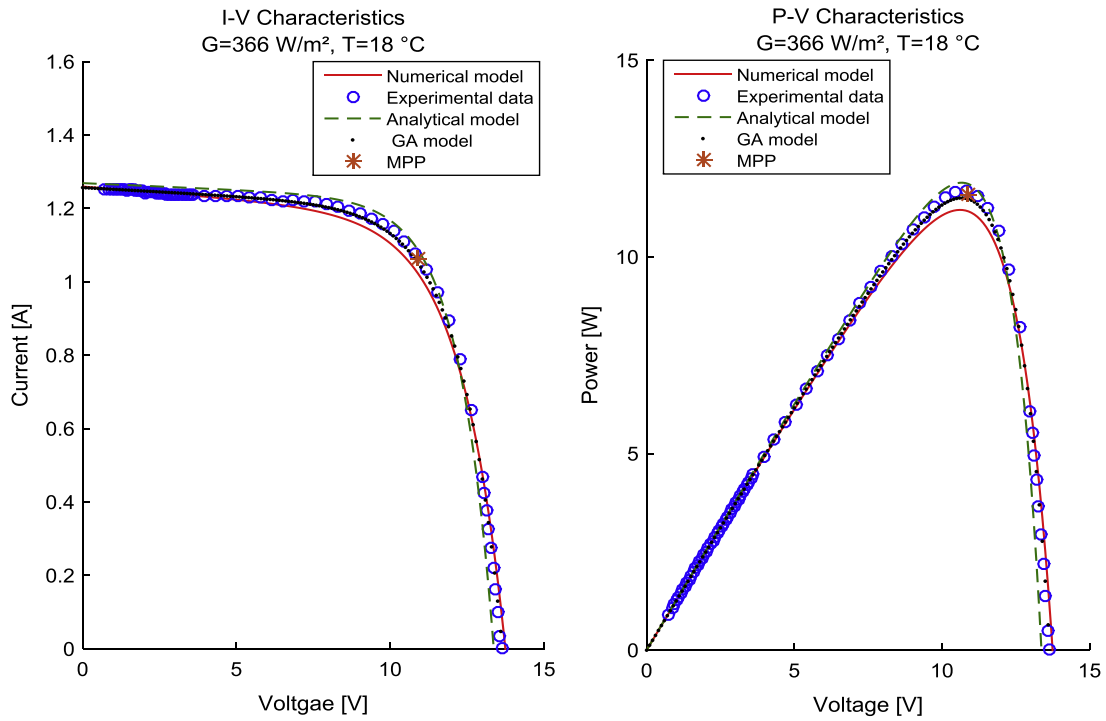 I-V Characteristics
G=366 W/m², T=18 °C
Numerical model
Experimental data
Analytical model
GA model
MPP
1.6
1.4
1.2
1
0.8
0.6
0.4
0.2
0
Current [A]
0
5
10
15
Voltgae [V]
P-V Characteristics
G=366 W/m², T=18 °C
Numerical model
Experimental data
Analytical model
GA model
MPP
15
10
5
0
Power [W]
0
5
10
15
Voltage [V]